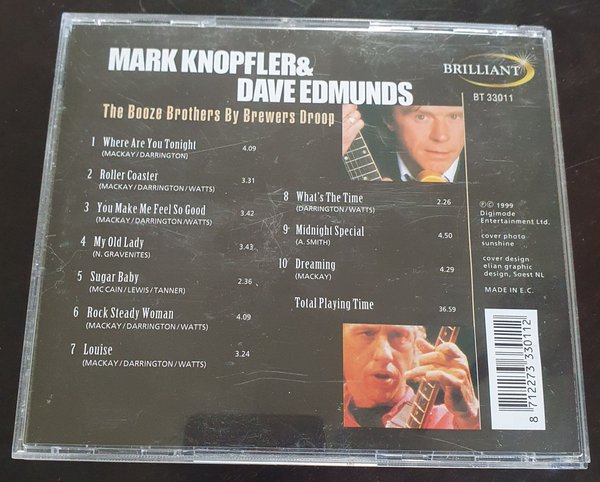 MARK KNOPFLER&
DAVE EDMUNDS
The Booze Brothers By Brewers Droop
BRILLIANT
BT 33011
1 Where Are You Tonight 4.09
(MACKAY/DARRINGTON)
2 Roller Coaster 3.31
(MACKAY/DARRINGTON/WATTS)
3 You Make Me Feel So Good 3.42
(MACKAY/DARRINGTON/WATTS)
4 My Old Lady 3.43
(N. GRAVENITES)
5 Sugar Baby 2.36
(MC CAIN/LEWIS/TANNER)
6 Rock Steady Woman 4.09
(MACKAY/DARRINGTON/WATTS)
7 Louise 3.24
(MACKAY/DARRINGTON/WATTS)
8 What's The Time 2.26
(DARRINGTON/WATTS)
9 Midnight Special 4.50
(A. SMITH)
10 Dreaming 4.29
(MACKAY/DARRINGTON)
Total Playing Time 36.59
℗© 1999
Digimode
Entertainment Ltd.
cover photo
sunshine
cover design
elian graphic
design, Soest NL
MADE IN E.C.
8 712273 330112